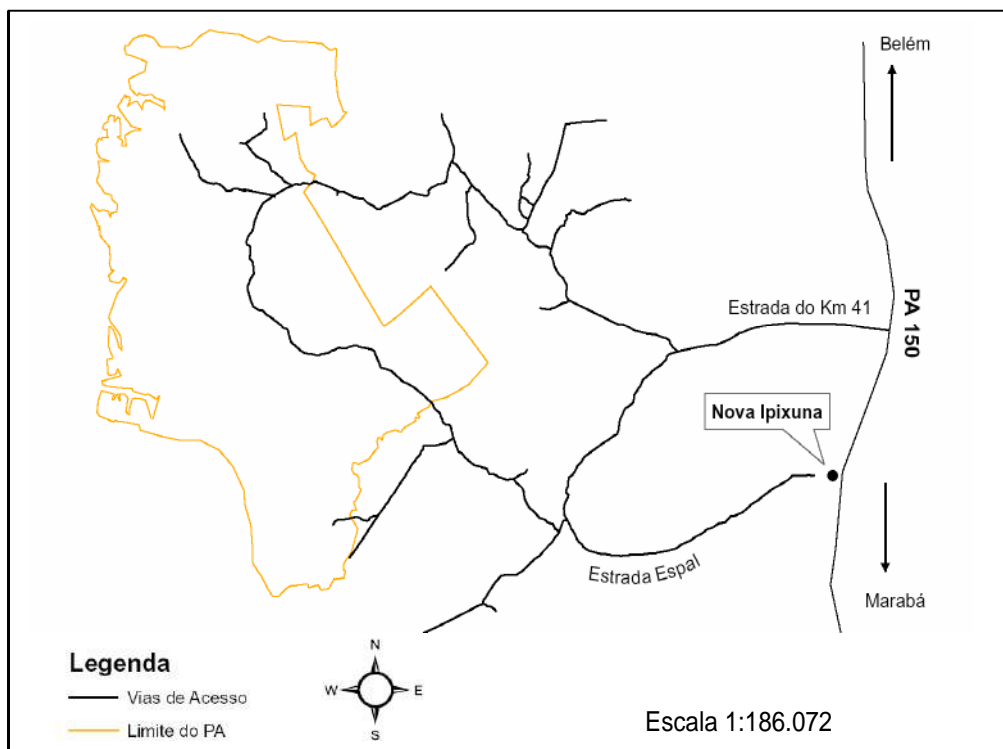 Belém
Estrada do Km 41
PA 150
Nova Ipixuna
Estrada Espal
Marabá
Legenda
Vias de Acesso
Limite do PA
N
W
E
S
Escala 1:186.072